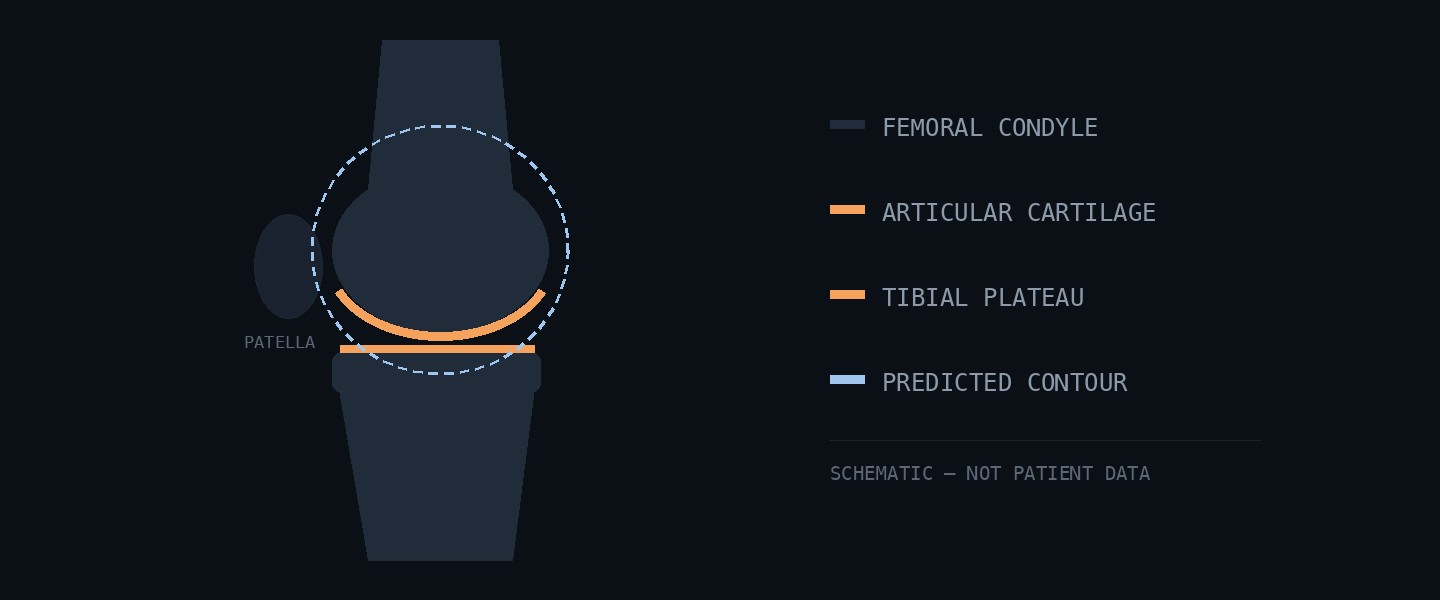 FEMORAL CONDYLE
ARTICULAR CARTILAGE
TIBIAL PLATEAU
PATELLA
PREDICTED CONTOUR
SCHEMATIC — NOT PATIENT DATA